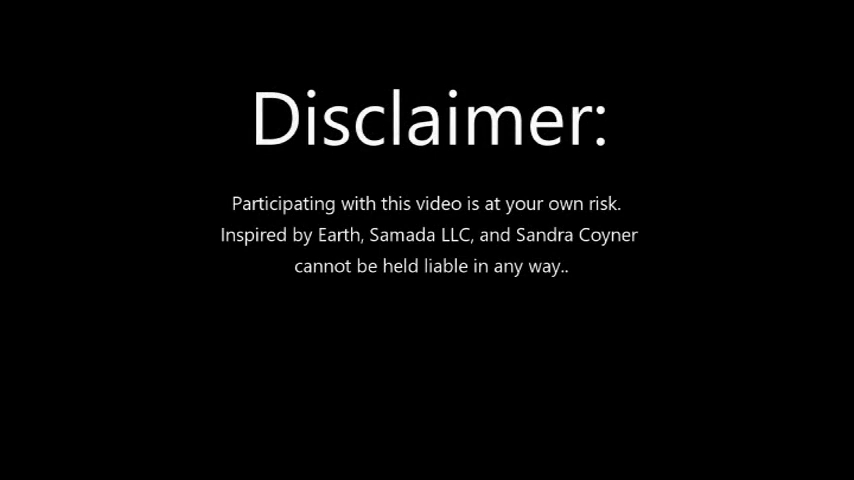 Disclaimer:
Participating with this video is at your own risk.
Inspired by Earth, Samada LLC, and Sandra Coyner
cannot be held liable in any way..